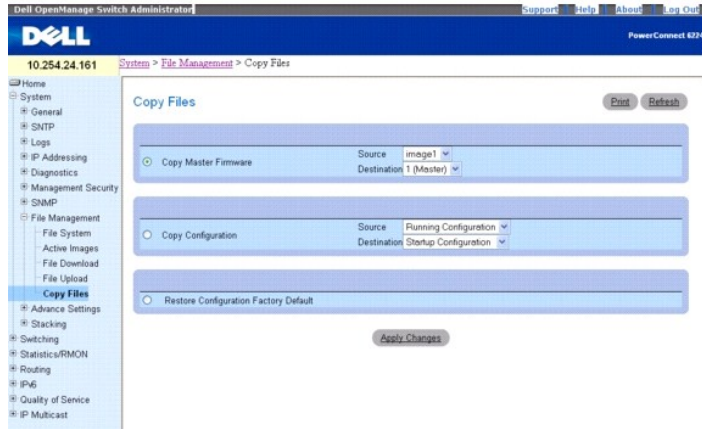 Dell OpenManage Switch Administrator
Support Help About Log Out
DELL
PowerConnect 6224
10.254.24.161
System > File Management > Copy Files
Home
System
General
SNTP
Logs
IP Addressing
Diagnostics
Management Security
SNMP
File Management
File System
Active Images
File Download
File Upload
Copy Files
Advance Settings
Stacking
Switching
Statistics/RMON
Routing
IPv6
Quality of Service
IP Multicast
Copy Files
Print Refresh
Copy Master Firmware
Source image1
Destination 1 (Master)
Copy Configuration
Source Running Configuration
Destination Startup Configuration
Restore Configuration Factory Default
Apply Changes